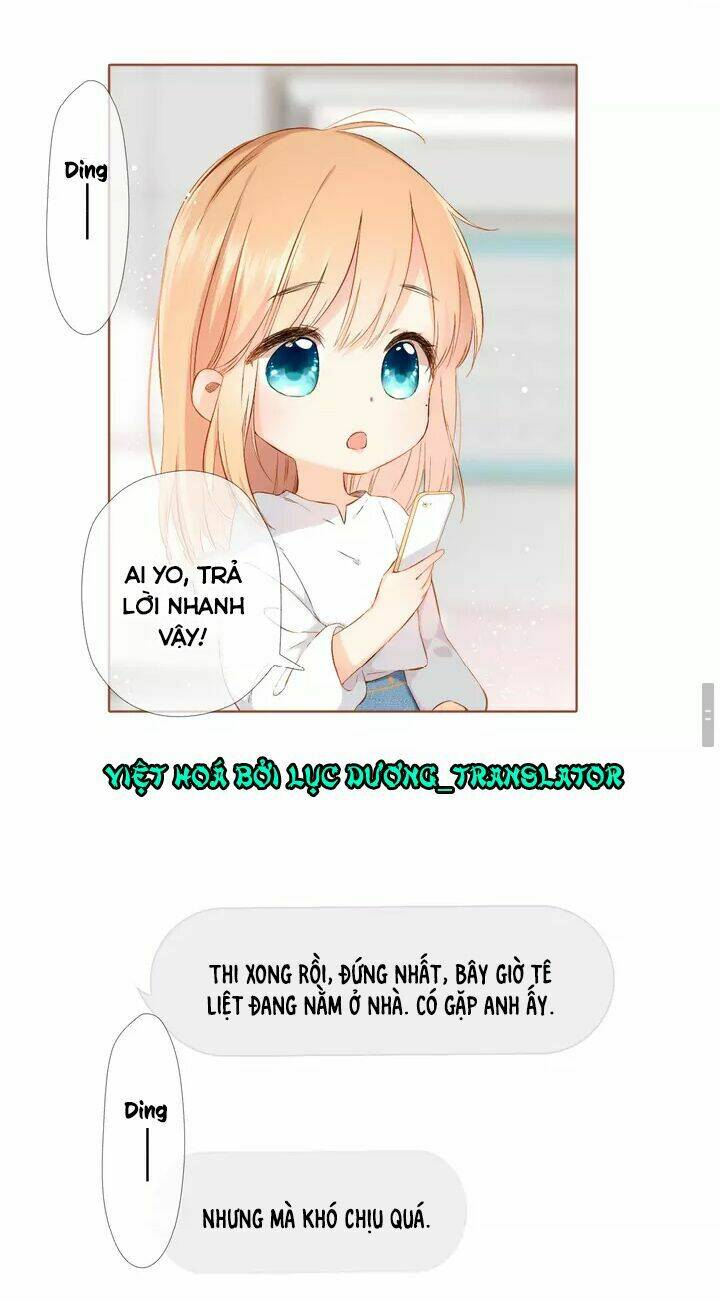 Ding
AI YO, TRẢ
LỜI NHANH
VẬY!
VIỆT HOÁ BỞI LỤC DƯƠNG_TRANSLATOR
THI XONG RỒI, ĐỨNG NHẤT, BÂY GIỜ TÊ
LIỆT ĐANG NẰM Ở NHÀ. CÓ GẶP ANH ẤY.
Ding
NHƯNG MÀ KHÓ CHỊU QUÁ.